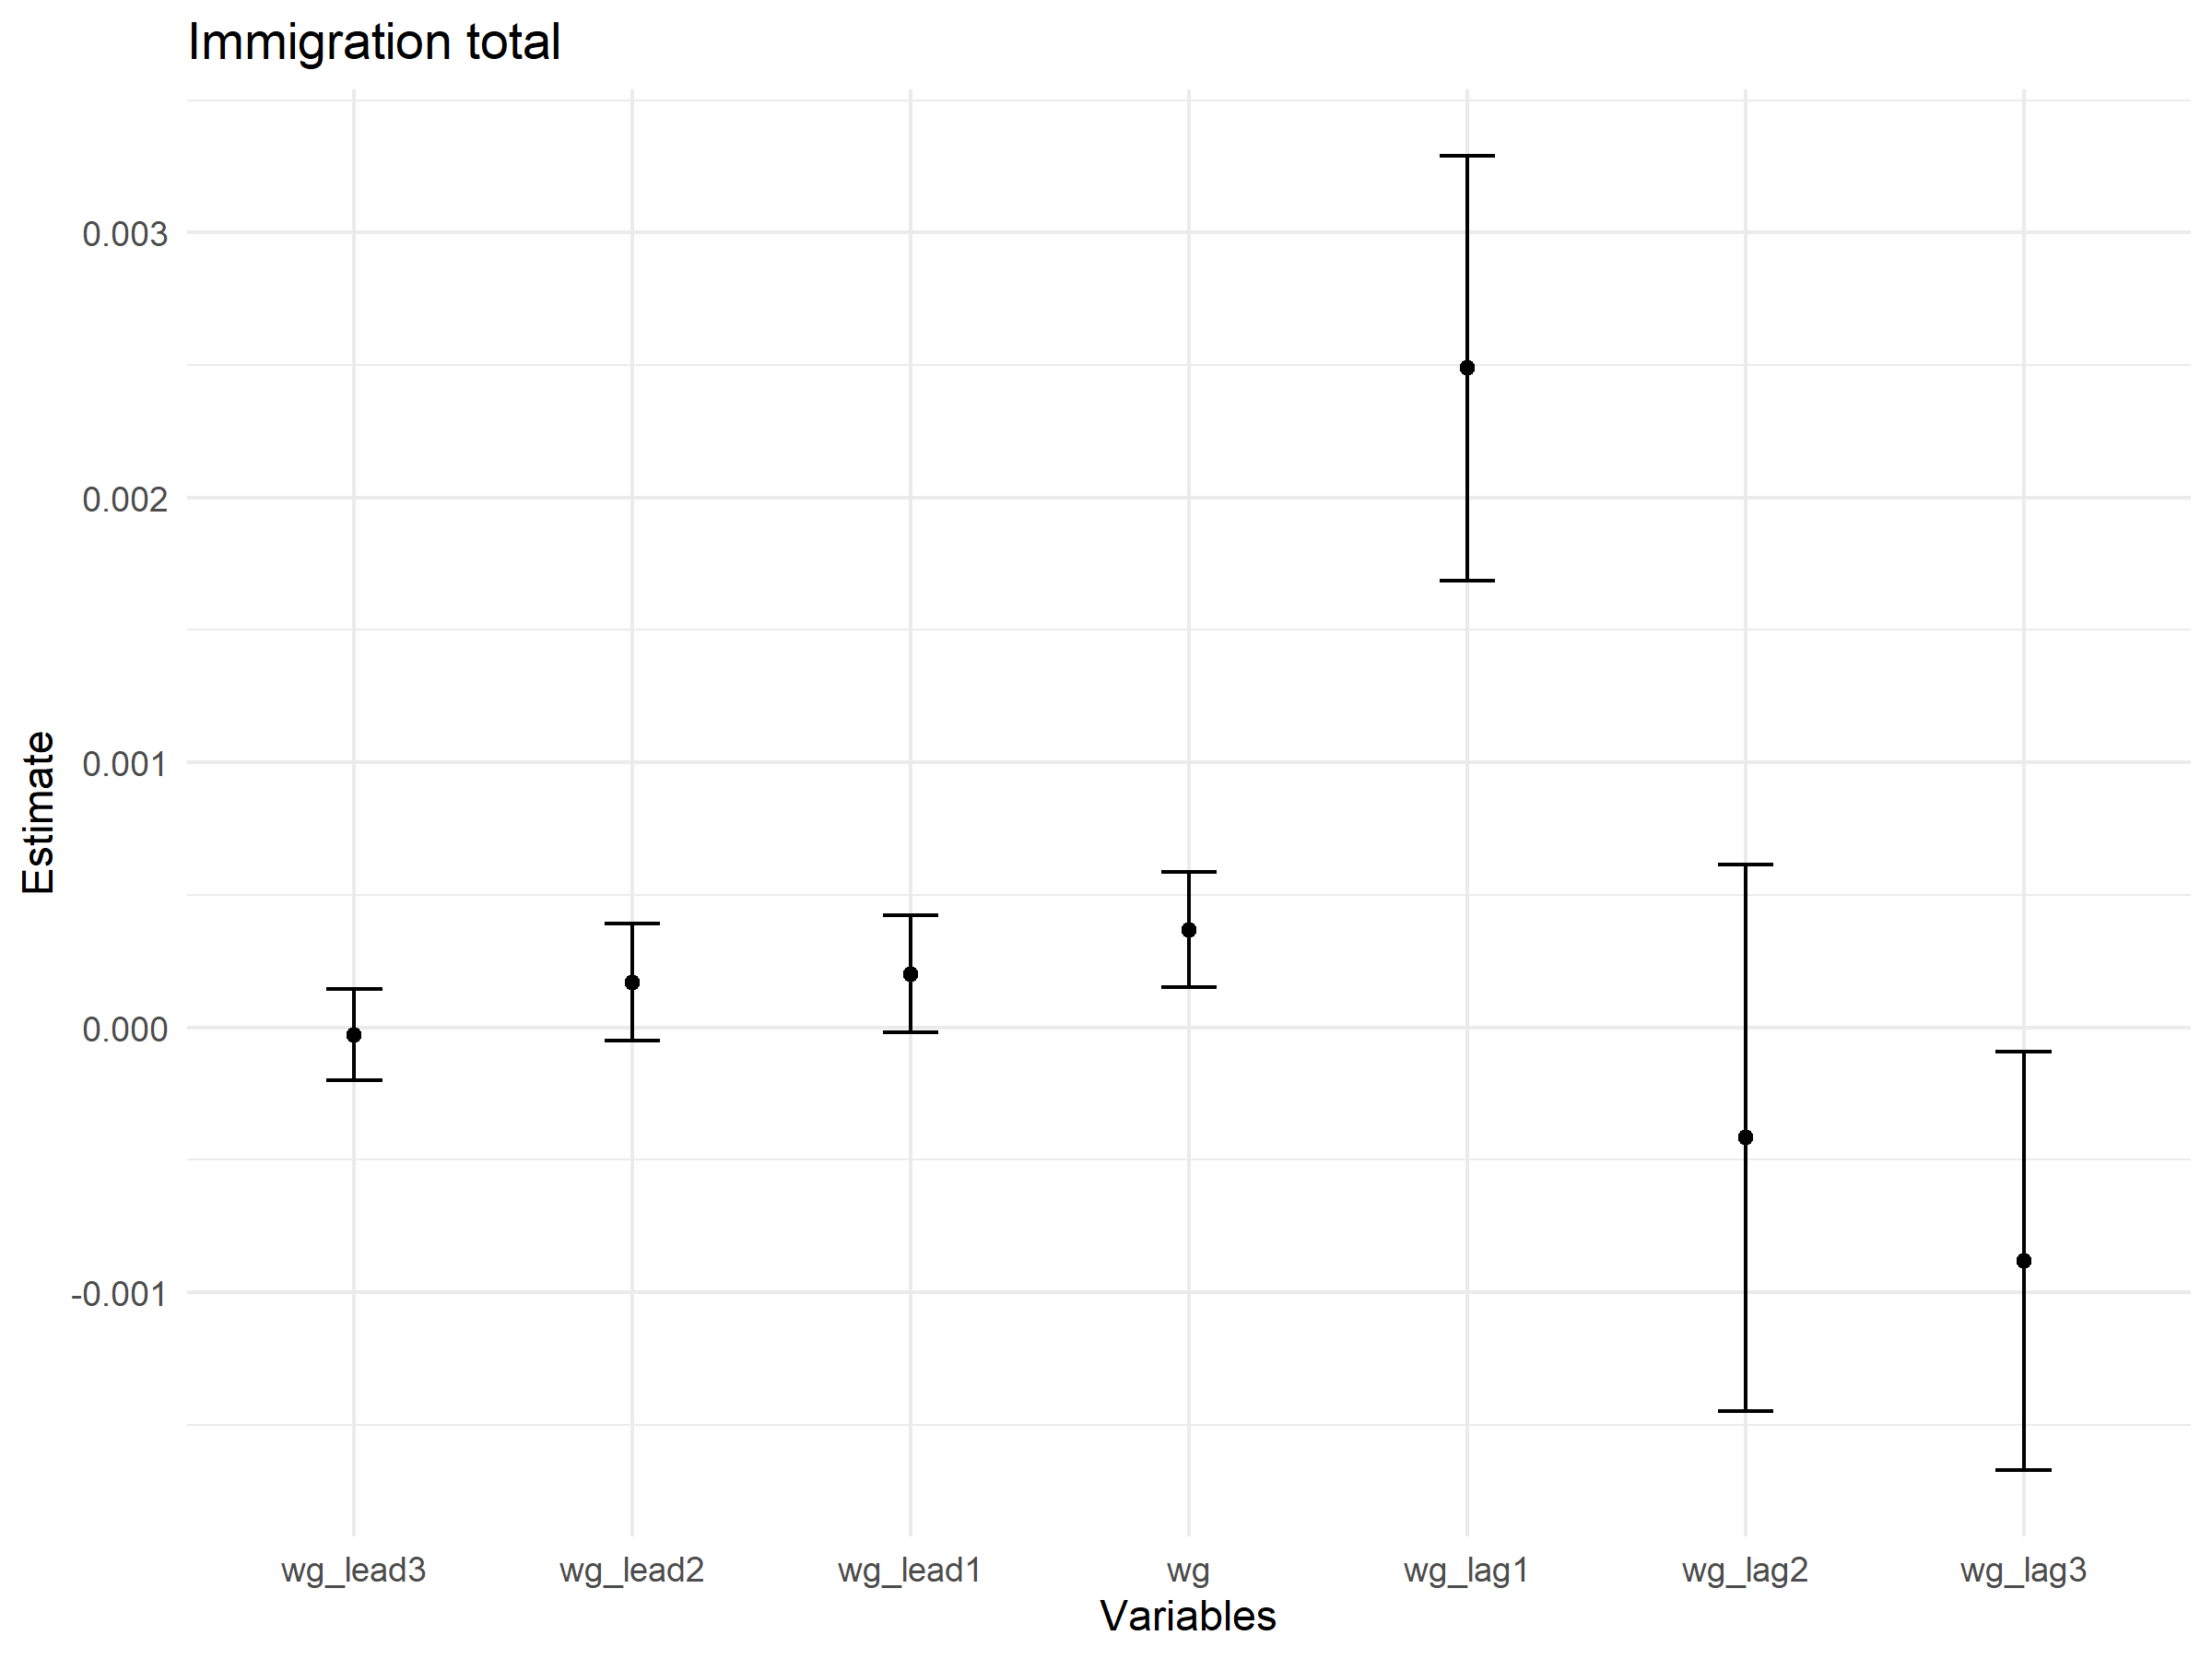 Immigration total
Estimate
0.003
0.002
0.001
0.000
-0.001
wg_lead3 wg_lead2 wg_lead1 wg wg_lag1 wg_lag2 wg_lag3
Variables